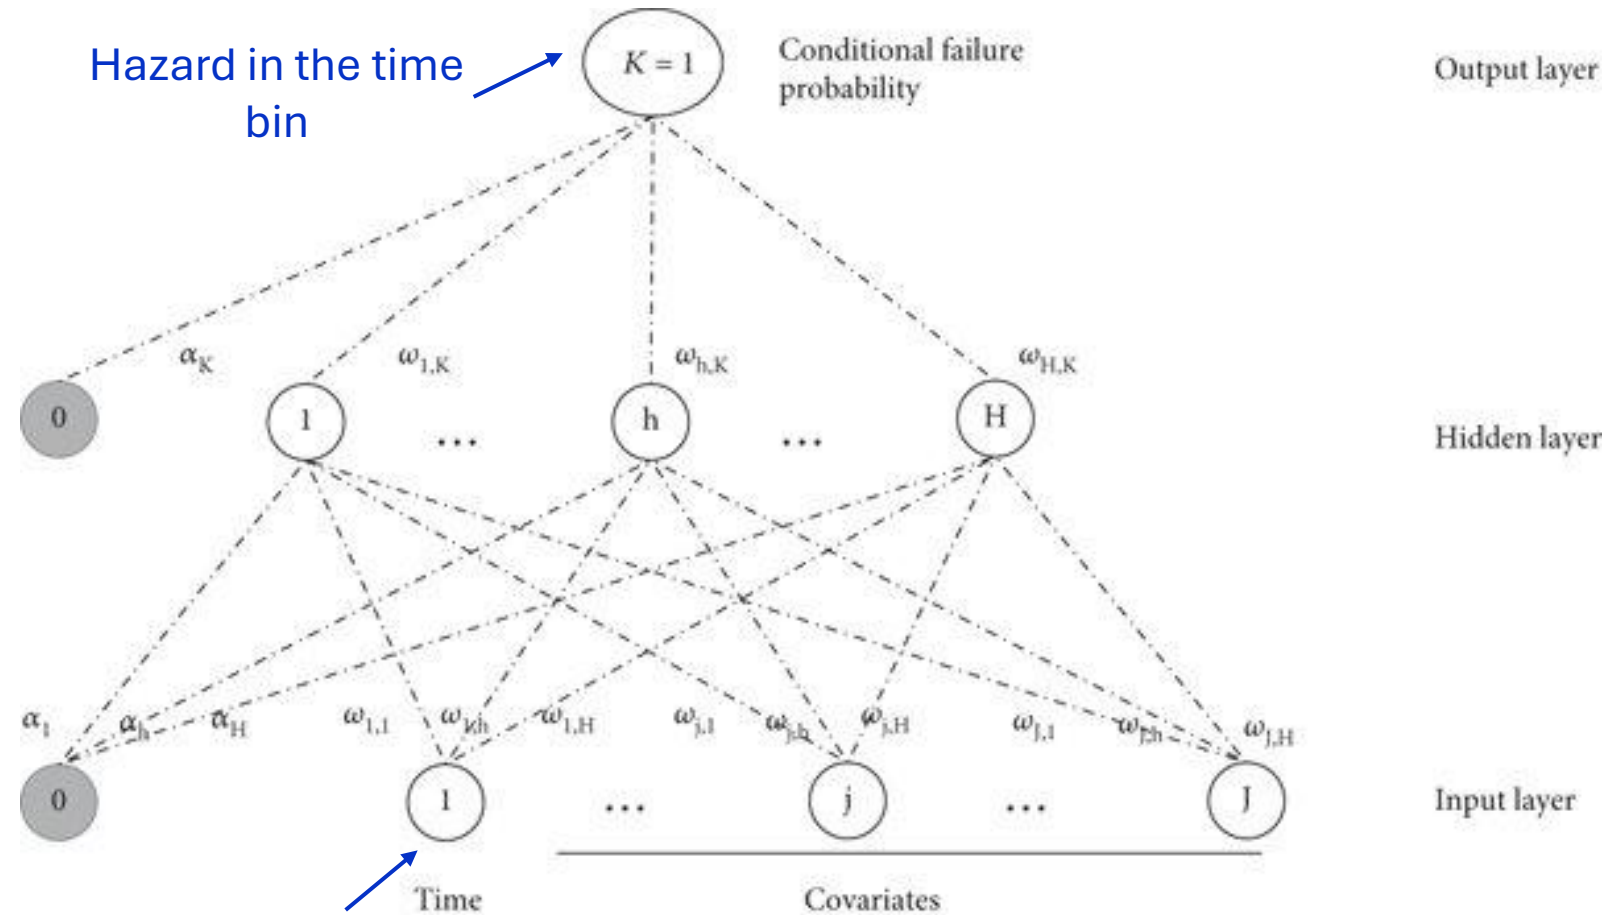 Hazard in the time
bin
K = 1
Conditional failure
probability
Output layer
α_K
ω_1,K
ω_h,K
ω_H,K
0
1
...
h
...
H
Hidden layer
α_1
α_h
α_H
ω_1,1
ω_1,h
ω_1,H
ω_j,1
ω_j,h
ω_j,H
ω_J,1
ω_J,h
ω_J,H
0
1
...
j
...
J
Input layer
Time
Covariates